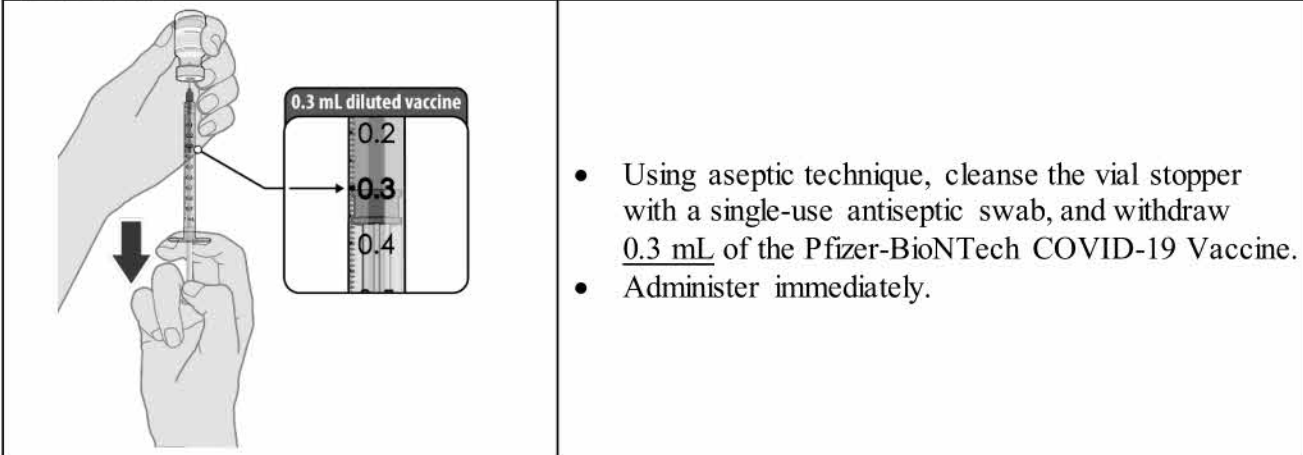 0.3 mL diluted vaccine
0.2
0.3
0.4
• Using aseptic technique, cleanse the vial stopper
with a single-use antiseptic swab, and withdraw
0.3 mL of the Pfizer-BioNTech COVID-19 Vaccine.
• Administer immediately.